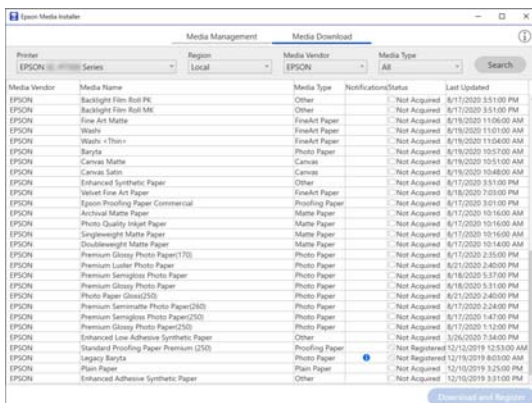 Epson Media Installer
Media Management Media Download
Printer Region Media Vendor Media Type
EPSON Series Local EPSON All Search
Media Vendor Media Name Media Type Notifications Status Last Updated
EPSON Backlight Film Roll PK Other Not Acquired 8/17/2020 3:51:00 PM
EPSON Backlight Film Roll MK Other Not Acquired 8/17/2020 3:51:00 PM
EPSON Fine Art Matte FineArt Paper Not Acquired 8/19/2020 11:06:00 AM
EPSON Washi FineArt Paper Not Acquired 8/19/2020 11:01:00 AM
EPSON Washi <Thin> FineArt Paper Not Acquired 8/19/2020 11:04:00 AM
EPSON Baryta Photo Paper Not Acquired 8/19/2020 10:57:00 AM
EPSON Canvas Matte Canvas Not Acquired 8/19/2020 10:51:00 AM
EPSON Canvas Satin Canvas Not Acquired 8/19/2020 10:48:00 AM
EPSON Enhanced Synthetic Paper Other Not Acquired 8/17/2020 3:51:00 PM
EPSON Velvet Fine Art Paper FineArt Paper Not Acquired 8/18/2020 7:03:00 PM
EPSON Epson Proofing Paper Commercial Proofing Paper Not Acquired 8/17/2020 3:01:00 PM
EPSON Archival Matte Paper Matte Paper Not Acquired 8/17/2020 10:16:00 AM
EPSON Photo Quality Inkjet Paper Matte Paper Not Acquired 8/17/2020 10:16:00 AM
EPSON Singleweight Matte Paper Matte Paper Not Acquired 8/17/2020 10:16:00 AM
EPSON Doubleweight Matte Paper Matte Paper Not Acquired 8/17/2020 10:14:00 AM
EPSON Premium Glossy Photo Paper(170) Photo Paper Not Acquired 8/17/2020 2:35:00 PM
EPSON Premium Luster Photo Paper Photo Paper Not Acquired 8/21/2020 2:40:00 PM
EPSON Premium Semigloss Photo Paper Photo Paper Not Acquired 8/18/2020 5:37:00 PM
EPSON Premium Glossy Photo Paper Photo Paper Not Acquired 8/18/2020 5:31:00 PM
EPSON Photo Paper Gloss(250) Photo Paper Not Acquired 8/21/2020 2:40:00 PM
EPSON Premium Semimatte Photo Paper(260) Photo Paper Not Acquired 8/17/2020 2:24:00 PM
EPSON Premium Semigloss Photo Paper(250) Photo Paper Not Acquired 8/17/2020 1:47:00 PM
EPSON Premium Glossy Photo Paper(250) Photo Paper Not Acquired 8/17/2020 1:12:00 PM
EPSON Enhanced Low Adhesive Synthetic Paper Other Not Acquired 3/26/2020 7:34:00 PM
EPSON Standard Proofing Paper Premium (250) Proofing Paper Not Registered 12/12/2019 12:53:00 AM
EPSON Legacy Baryta Photo Paper Not Registered 12/19/2019 8:03:00 AM
EPSON Plain Paper Plain Paper Not Acquired 12/10/2019 3:25:00 PM
EPSON Enhanced Adhesive Synthetic Paper Other Not Acquired 12/10/2019 3:31:00 PM
Download and Register